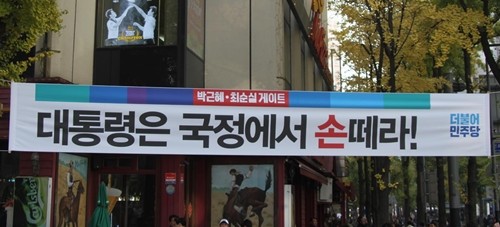 박근혜·최순실 게이트
대통령은 국정에서 손떼라!
더불어
민주당